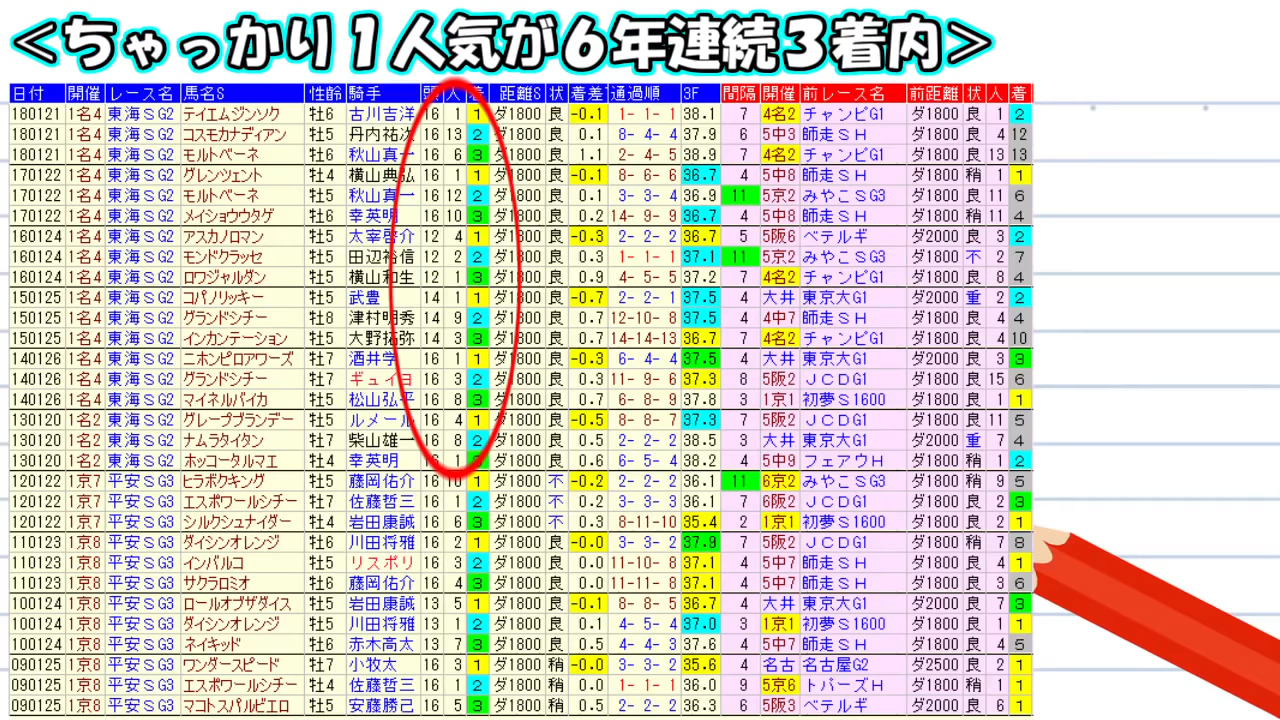 ＜ちゃっかり１人気が６年連続３着内＞
日付 開催 レース名 馬名S 性齢 騎手 頭 人 着 距離S 状 着差 通過順 3F 間隔 開催 前レース名 前距離 状 人 着
180121 1名4 東海ＳG2 テイエムジンソク 牡6 古川吉洋 16 1 1 ダ1800 良 -0.1 1- 1- 1 38.1 7 4名2 チャンピG1 ダ1800 良 1 2
180121 1名4 東海ＳG2 コスモカナディアン 牡5 丹内祐次 16 13 2 ダ1800 良 0.1 8- 4- 4 37.9 6 5中3 師走ＳＨ ダ1800 良 4 12
180121 1名4 東海ＳG2 モルトベーネ 牡6 秋山真一 16 6 3 ダ1800 良 1.1 2- 4- 5 38.9 7 4名2 チャンピG1 ダ1800 良 13 13
170122 1名4 東海ＳG2 グレンツェント 牡4 横山典弘 16 1 1 ダ1800 良 -0.1 8- 6- 6 36.7 4 5中8 師走ＳＨ ダ1800 稍 1 1
170122 1名4 東海ＳG2 モルトベーネ 牡5 秋山真一 16 12 2 ダ1800 良 0.1 3- 3- 4 36.9 11 5京2 みやこＳG3 ダ1800 良 11 6
170122 1名4 東海ＳG2 メイショウウタゲ 牡6 幸英明 16 10 3 ダ1800 良 0.2 14- 9- 9 36.7 4 5中8 師走ＳＨ ダ1800 稍 11 4
160124 1名4 東海ＳG2 アスカノロマン 牡5 太宰啓介 12 4 1 ダ1800 良 -0.3 2- 2- 2 36.7 5 5阪6 ベテルギ ダ2000 良 3 2
160124 1名4 東海ＳG2 モンドクラッセ 牡5 田辺裕信 12 2 2 ダ1800 良 0.3 1- 1- 1 37.1 11 5京2 みやこＳG3 ダ1800 不 2 7
160124 1名4 東海ＳG2 ロワジャルダン 牡5 横山和生 12 1 3 ダ1800 良 0.9 4- 5- 5 37.2 7 4名2 チャンピG1 ダ1800 良 8 4
150125 1名4 東海ＳG2 コパノリッキー 牡5 武豊 14 1 1 ダ1800 良 -0.7 2- 2- 1 37.5 4 大井 東京大G1 ダ2000 重 2 2
150125 1名4 東海ＳG2 グランドシチー 牡8 津村明秀 14 9 2 ダ1800 良 0.7 12-10- 8 37.5 4 4中7 師走ＳＨ ダ1800 良 4 4
150125 1名4 東海ＳG2 インカンテーション 牡5 大野拓弥 14 3 3 ダ1800 良 0.7 14-14-13 36.7 7 4名2 チャンピG1 ダ1800 良 4 10
140126 1名4 東海ＳG2 ニホンピロアワーズ 牡7 酒井学 16 1 1 ダ1800 良 -0.3 6- 4- 4 37.5 4 大井 東京大G1 ダ2000 良 3 3
140126 1名4 東海ＳG2 グランドシチー 牡7 ギュイヨ 16 3 2 ダ1800 良 0.3 11- 9- 6 37.3 8 5阪2 ＪＣＤG1 ダ1800 良 15 6
140126 1名4 東海ＳG2 マイネルバイカ 牡5 松山弘平 16 8 3 ダ1800 良 0.7 6- 8- 9 37.8 3 1京1 初夢Ｓ1600 ダ1800 良 1 1
130120 1名2 東海ＳG2 グレープブランデー 牡5 ルメール 16 4 1 ダ1800 良 -0.5 8- 8- 7 37.3 7 5阪2 ＪＣＤG1 ダ1800 良 11 5
130120 1名2 東海ＳG2 ナムラタイタン 牡7 柴山雄一 16 8 2 ダ1800 良 0.5 2- 2- 2 38.5 3 大井 東京大G1 ダ2000 重 7 4
130120 1名2 東海ＳG2 ホッコータルマエ 牡4 幸英明 16 1 3 ダ1800 良 0.6 6- 5- 4 38.2 4 5中9 フェアウＨ ダ1800 稍 1 2
120122 1京7 平安ＳG3 ヒラボクキング 牡5 藤岡佑介 16 10 1 ダ1800 不 -0.2 2- 2- 2 36.1 11 6京2 みやこＳG3 ダ1800 稍 9 5
120122 1京7 平安ＳG3 エスポワールシチー 牡7 佐藤哲三 16 1 2 ダ1800 不 0.2 3- 3- 3 36.1 7 6阪2 ＪＣＤG1 ダ1800 良 2 3
120122 1京7 平安ＳG3 シルクシュナイダー 牡4 岩田康誠 16 6 3 ダ1800 不 0.3 8-11-10 35.4 2 1京1 初夢Ｓ1600 ダ1800 良 2 1
110123 1京8 平安ＳG3 ダイシンオレンジ 牡6 川田将雅 16 2 1 ダ1800 良 -0.0 3- 3- 2 37.9 7 5阪2 ＪＣＤG1 ダ1800 稍 7 8
110123 1京8 平安ＳG3 インバルコ 牡5 リスポリ 16 3 2 ダ1800 良 0.0 11-10- 8 37.1 4 5中7 師走ＳＨ ダ1800 良 4 1
110123 1京8 平安ＳG3 サクラロミオ 牡6 藤岡佑介 16 4 3 ダ1800 良 0.0 11-11- 8 37.1 4 5中7 師走ＳＨ ダ1800 良 3 6
100124 1京8 平安ＳG3 ロールオブザダイス 牡5 岩田康誠 13 5 1 ダ1800 良 -0.1 8- 8- 5 36.7 4 大井 東京大G1 ダ2000 良 7 3
100124 1京8 平安ＳG3 ダイシンオレンジ 牡5 川田将雅 13 1 2 ダ1800 良 0.1 4- 5- 4 37.0 3 1京1 初夢Ｓ1600 ダ1800 良 1 1
100124 1京8 平安ＳG3 ネイキッド 牡6 赤木高太 13 7 3 ダ1800 良 0.5 4- 4- 3 37.6 4 5中7 師走ＳＨ ダ1800 良 4 5
090125 1京8 平安ＳG3 ワンダースピード 牡7 小牧太 16 3 1 ダ1800 稍 -0.0 3- 3- 2 35.6 4 名古 名古屋G2 ダ2500 良 2 1
090125 1京8 平安ＳG3 エスポワールシチー 牡4 佐藤哲三 16 1 2 ダ1800 稍 0.0 1- 1- 1 36.0 9 5京6 トパーズＨ ダ1800 稍 1 1
090125 1京8 平安ＳG3 マコトスパルビエロ 牡5 安藤勝己 16 5 3 ダ1800 稍 0.5 2- 2- 2 36.3 6 5阪3 ベテルギ ダ1800 良 6 1